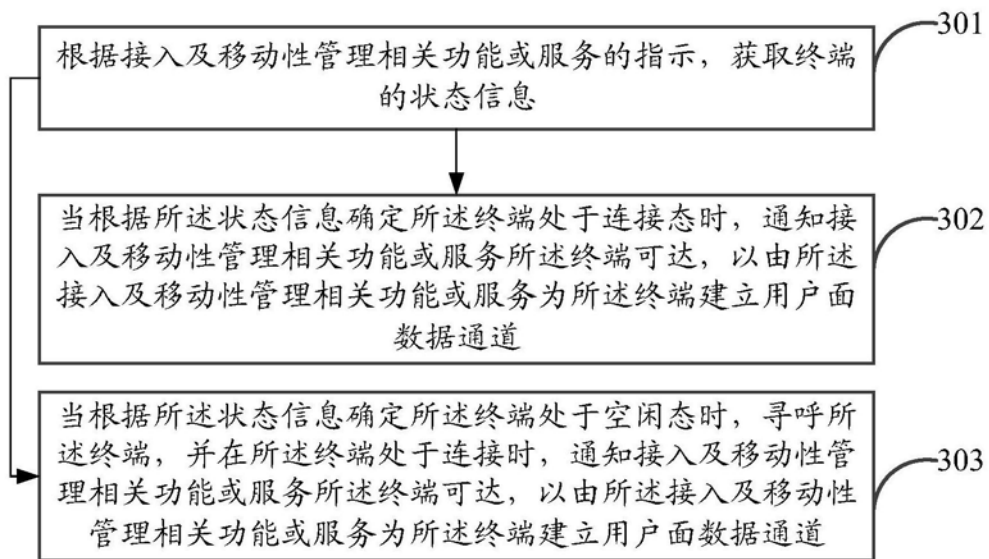 根据接入及移动性管理相关功能或服务的指示，获取终端
的状态信息
301
当根据所述状态信息确定所述终端处于连接态时，通知接
入及移动性管理相关功能或服务所述终端可达，以由所述
接入及移动性管理相关功能或服务为所述终端建立用户面
数据通道
302
当根据所述状态信息确定所述终端处于空闲态时，寻呼所
述终端，并在所述终端处于连接时，通知接入及移动性管
理相关功能或服务所述终端可达，以由所述接入及移动性
管理相关功能或服务为所述终端建立用户面数据通道
303